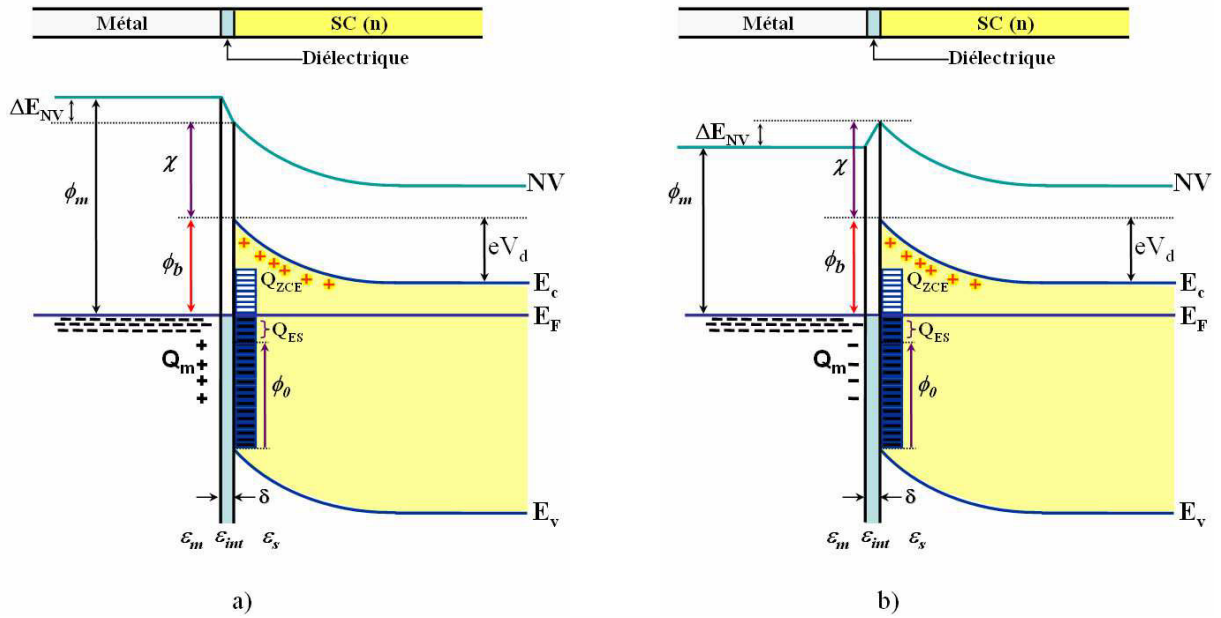 Métal
SC (n)
Diélectrique
ΔE_NV
χ
ϕ_m
NV
ϕ_b
eV_d
Q_ZCE
E_c
E_F
Q_ES
Q_m
ϕ_0
δ
E_v
ε_m ε_int ε_s
a)
Métal
SC (n)
Diélectrique
ΔE_NV
χ
ϕ_m
NV
ϕ_b
eV_d
Q_ZCE
E_c
E_F
Q_ES
Q_m
ϕ_0
δ
E_v
ε_m ε_int ε_s
b)